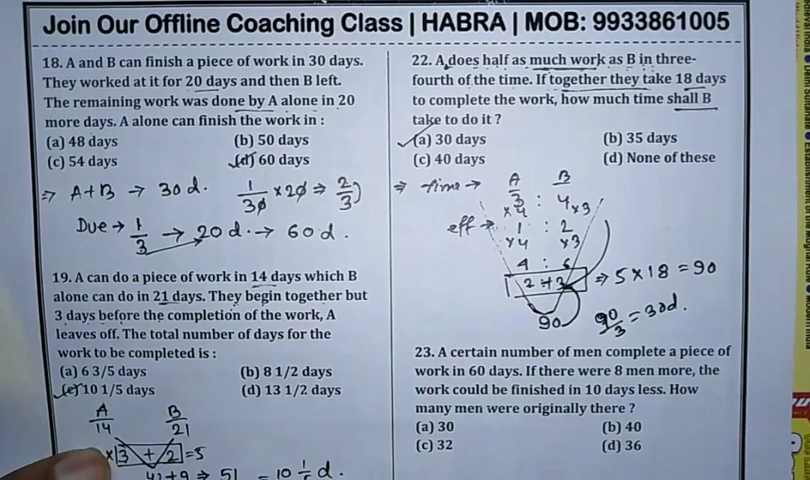 Join Our Offline Coaching Class | HABRA | MOB: 9933861005
18. A and B can finish a piece of work in 30 days.
They worked at it for 20 days and then B left.
The remaining work was done by A alone in 20
more days. A alone can finish the work in :
(a) 48 days (b) 50 days
(c) 54 days (d) 60 days
⇒ A+B → 30 d. 1/30 × 20 ⇒ 2/3)
Due → 1/3 → 20 d. → 60 d.
19. A can do a piece of work in 14 days which B
alone can do in 21 days. They begin together but
3 days before the completion of the work, A
leaves off. The total number of days for the
work to be completed is :
(a) 6 3/5 days (b) 8 1/2 days
(c) 10 1/5 days (d) 13 1/2 days
A B
14 21
× 3 + 2 = 5
42+9 ⇒ 51
22. A does half as much work as B in three-
fourth of the time. If together they take 18 days
to complete the work, how much time shall B
take to do it ?
(a) 30 days (b) 35 days
(c) 40 days (d) None of these
⇒ time → A B
3 : 4
×4 ×3
eff → 1 : 2
×4 ×3
4 : 6
2 + 3 ⇒ 5 × 18 = 90
90 90/3 = 30d.
23. A certain number of men complete a piece of
work in 60 days. If there were 8 men more, the
work could be finished in 10 days less. How
many men were originally there ?
(a) 30 (b) 40
(c) 32 (d) 36